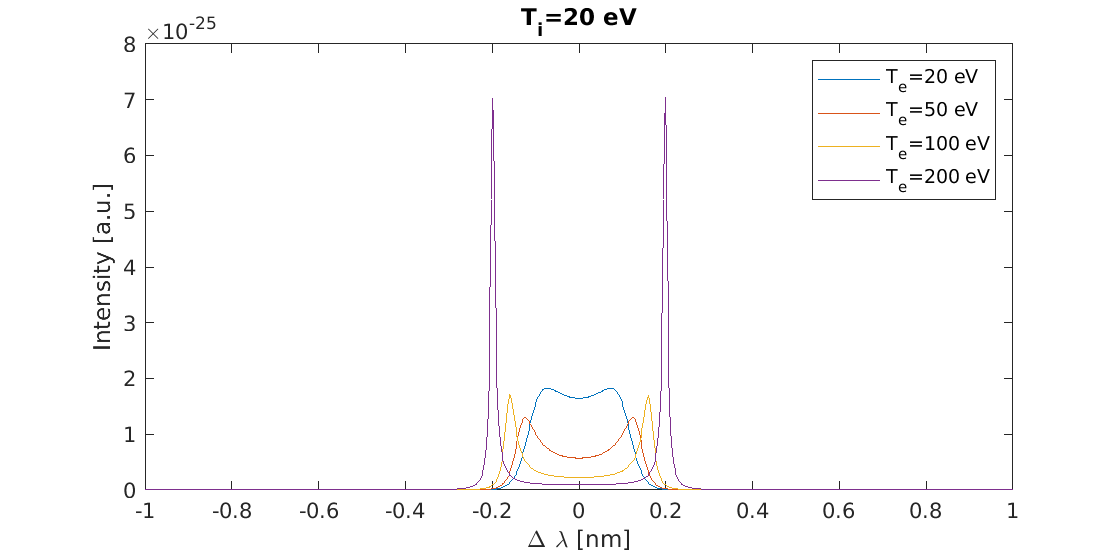 T_i=20 eV
×10^-25
8
7
6
5
4
3
2
1
0
Intensity [a.u.]
T_e=20 eV
T_e=50 eV
T_e=100 eV
T_e=200 eV
-1 -0.8 -0.6 -0.4 -0.2 0 0.2 0.4 0.6 0.8 1
Δ λ [nm]